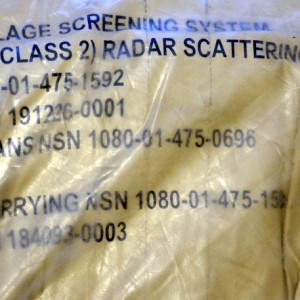 LAGE SCREENING SYSTEM
(CLASS 2) RADAR SCATTERING
-01-475-1592
191226-0001
ANS NSN 1080-01-475-0696
RRYING NSN 1080-01-475-15
184093-0003